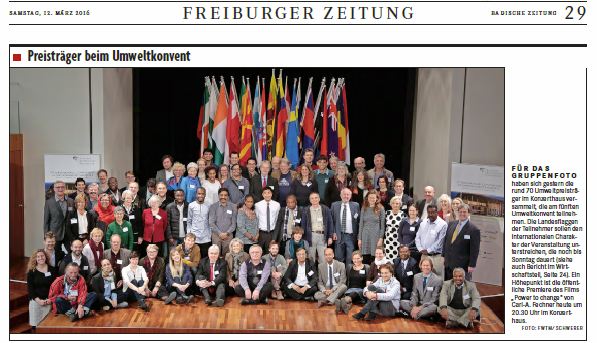 SAMSTAG, 12. MÄRZ 2016
FREIBURGER ZEITUNG
BADISCHE ZEITUNG 29
Preisträger beim Umweltkonvent
FÜR DAS
GRUPPENFOTO
haben sich gestern die
rund 70 Umweltpreisträ-
ger im Konzerthaus ver-
sammelt, die am fünften
Umweltkonvent teilneh-
men. Die Landesflaggen
der Teilnehmer sollen den
internationalen Charak-
ter der Veranstaltung un-
terstreichen, die noch bis
Sonntag dauert (siehe
auch Bericht im Wirt-
schaftsteil, Seite 24). Ein
Höhepunkt ist die öffent-
liche Premiere des Films
„Power to change“ von
Carl-A. Fechner heute um
20.30 Uhr im Konzert-
haus.
FOTO: FWTM/SCHWERER